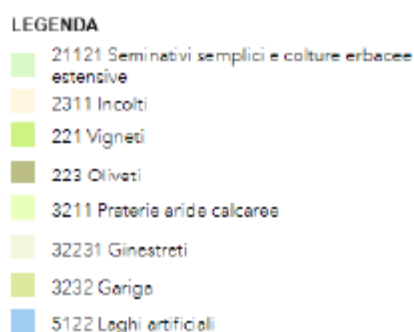 LEGENDA
21121 Seminativi semplici e colture erbacee
estensive
2311 Incolti
221 Vigneti
223 Oliveti
3211 Praterie aride calcaree
32231 Ginestreti
3232 Gariga
5122 Laghi artificiali